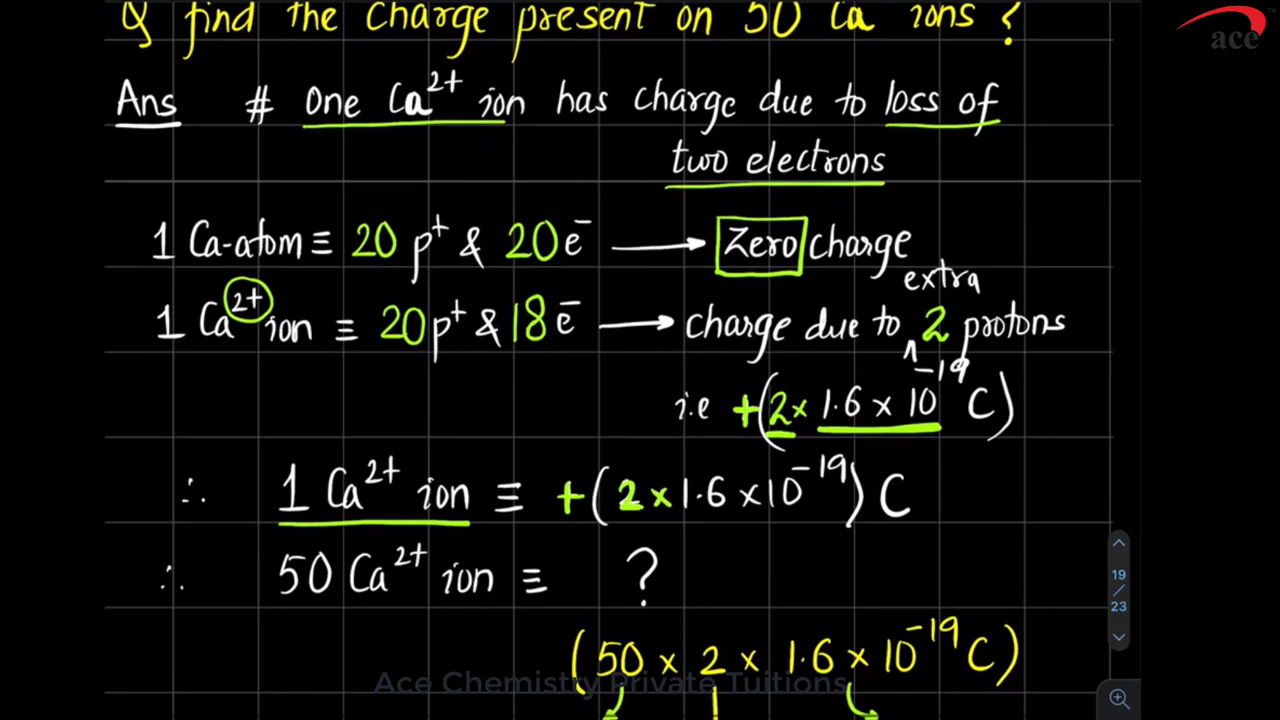 Q find the Charge present on 50 Ca ions ?
ace
TM
Ans # One Ca²⁺ ion has charge due to loss of
two electrons
1 Ca-atom ≡ 20 p⁺ & 20 e⁻ → Zero charge
extra
1 Ca²⁺ ion ≡ 20 p⁺ & 18 e⁻ → charge due to ^ 2 protons
i.e +(2 × 1.6 × 10⁻¹⁹ C)
∴ 1 Ca²⁺ ion ≡ +(2 × 1.6 × 10⁻¹⁹) C
∴ 50 Ca²⁺ ion ≡ ?
19
/
23
(50 × 2 × 1.6 × 10⁻¹⁹ C)
Ace Chemistry Private Tuitions